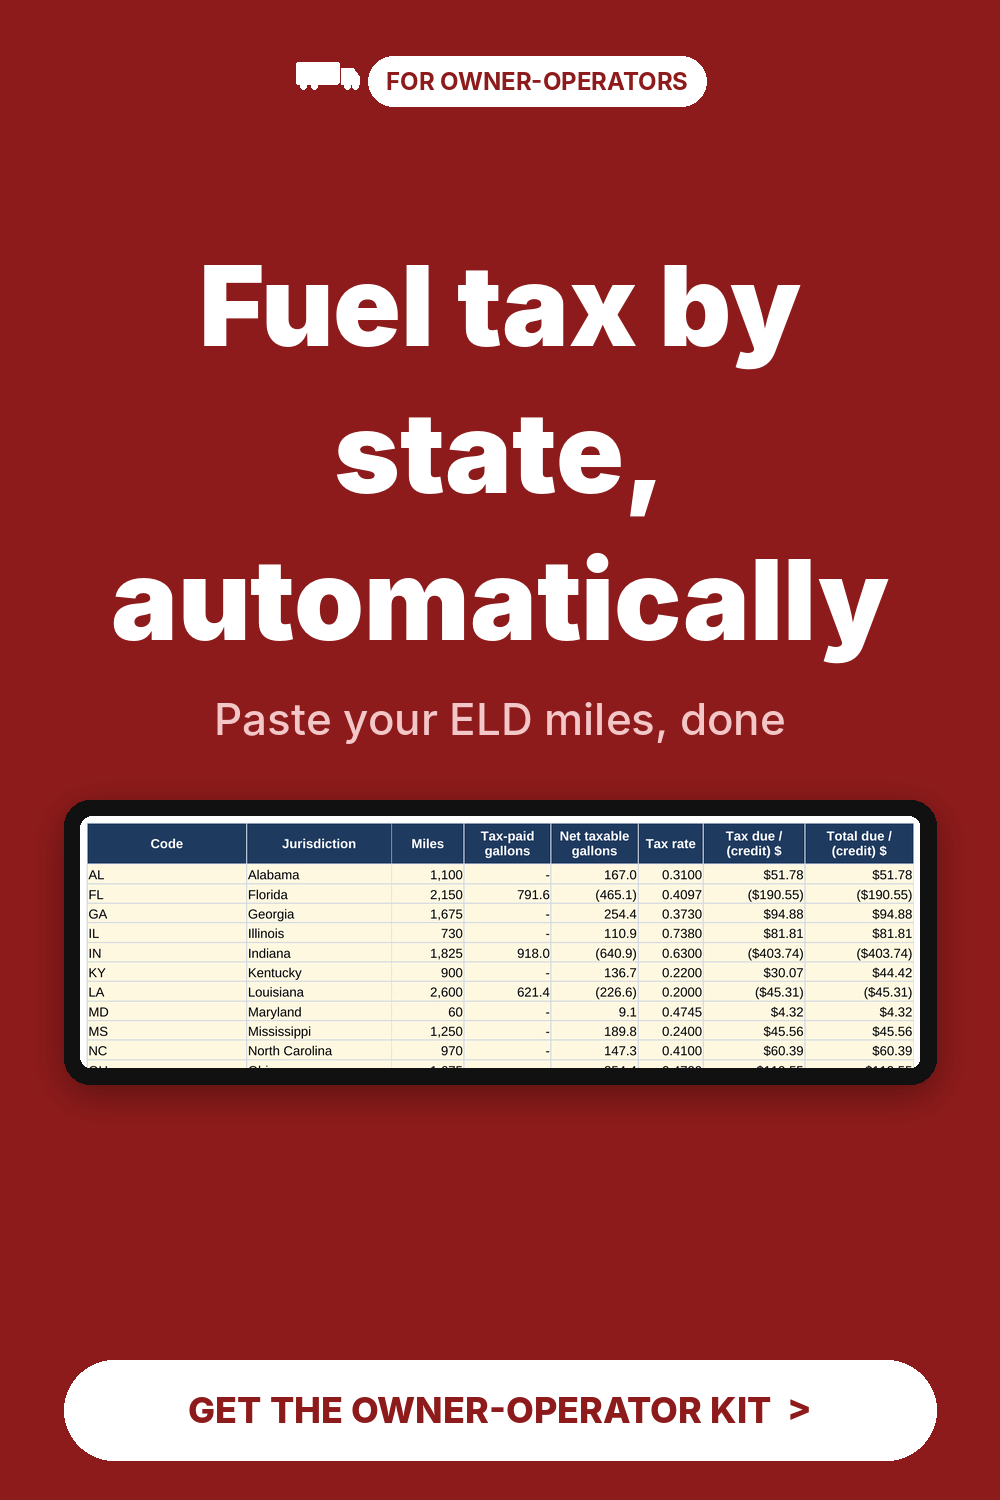 FOR OWNER-OPERATORS
Fuel tax by
state,
automatically
Paste your ELD miles, done
Code Jurisdiction Miles Tax-paid gallons Net taxable gallons Tax rate Tax due / (credit) $ Total due / (credit) $
AL Alabama 1,100 - 167.0 0.3100 $51.78 $51.78
FL Florida 2,150 791.6 (465.1) 0.4097 ($190.55) ($190.55)
GA Georgia 1,675 - 254.4 0.3730 $94.88 $94.88
IL Illinois 730 - 110.9 0.7380 $81.81 $81.81
IN Indiana 1,825 918.0 (640.9) 0.6300 ($403.74) ($403.74)
KY Kentucky 900 - 136.7 0.2200 $30.07 $44.42
LA Louisiana 2,600 621.4 (226.6) 0.2000 ($45.31) ($45.31)
MD Maryland 60 - 9.1 0.4745 $4.32 $4.32
MS Mississippi 1,250 - 189.8 0.2400 $45.56 $45.56
NC North Carolina 970 - 147.3 0.4100 $60.39 $60.39
GET THE OWNER-OPERATOR KIT >